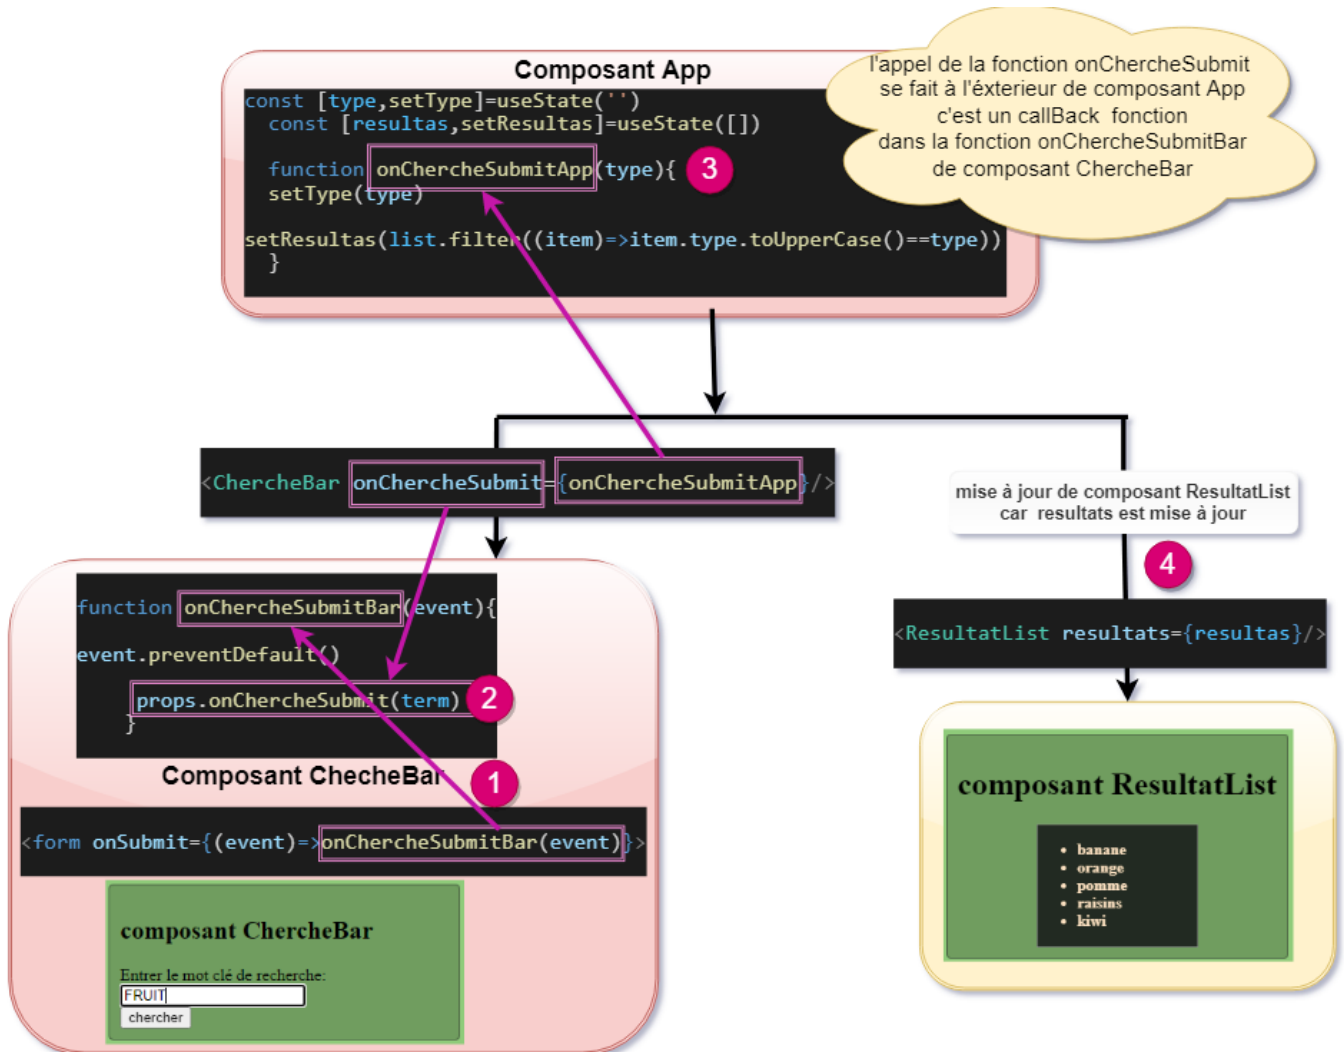 Composant App
l'appel de la fonction onChercheSubmit
se fait à l'éxterieur de composant App
c'est un callBack fonction
dans la fonction onChercheSubmitBar
de composant ChercheBar
const [type,setType]=useState('')
const [resultas,setResultas]=useState([])
function onChercheSubmitApp(type){
3
setType(type)
setResultas(list.filter((item)=>item.type.toUpperCase()==type))
}
<ChercheBar onChercheSubmit={onChercheSubmitApp}/>
mise à jour de composant ResultatList
car resultats est mise à jour
4
<ResultatList resultats={resultas}/>
function onChercheSubmitBar(event){
event.preventDefault()
props.onChercheSubmit(term)
2
}
Composant ChecheBar
1
<form onSubmit={(event)=>onChercheSubmitBar(event)}>
composant ChercheBar
Entrer le mot clé de recherche:
FRUIT
chercher
composant ResultatList
• banane
• orange
• pomme
• raisins
• kiwi